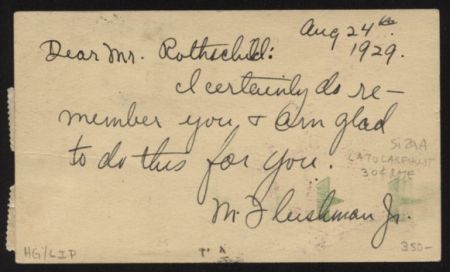 Aug 24th
1929.
Dear Mr. Rothschild:
I certainly do re-
member you & am glad
to do this for you.
M. Fleishman Jr.
350-
HG/LIP